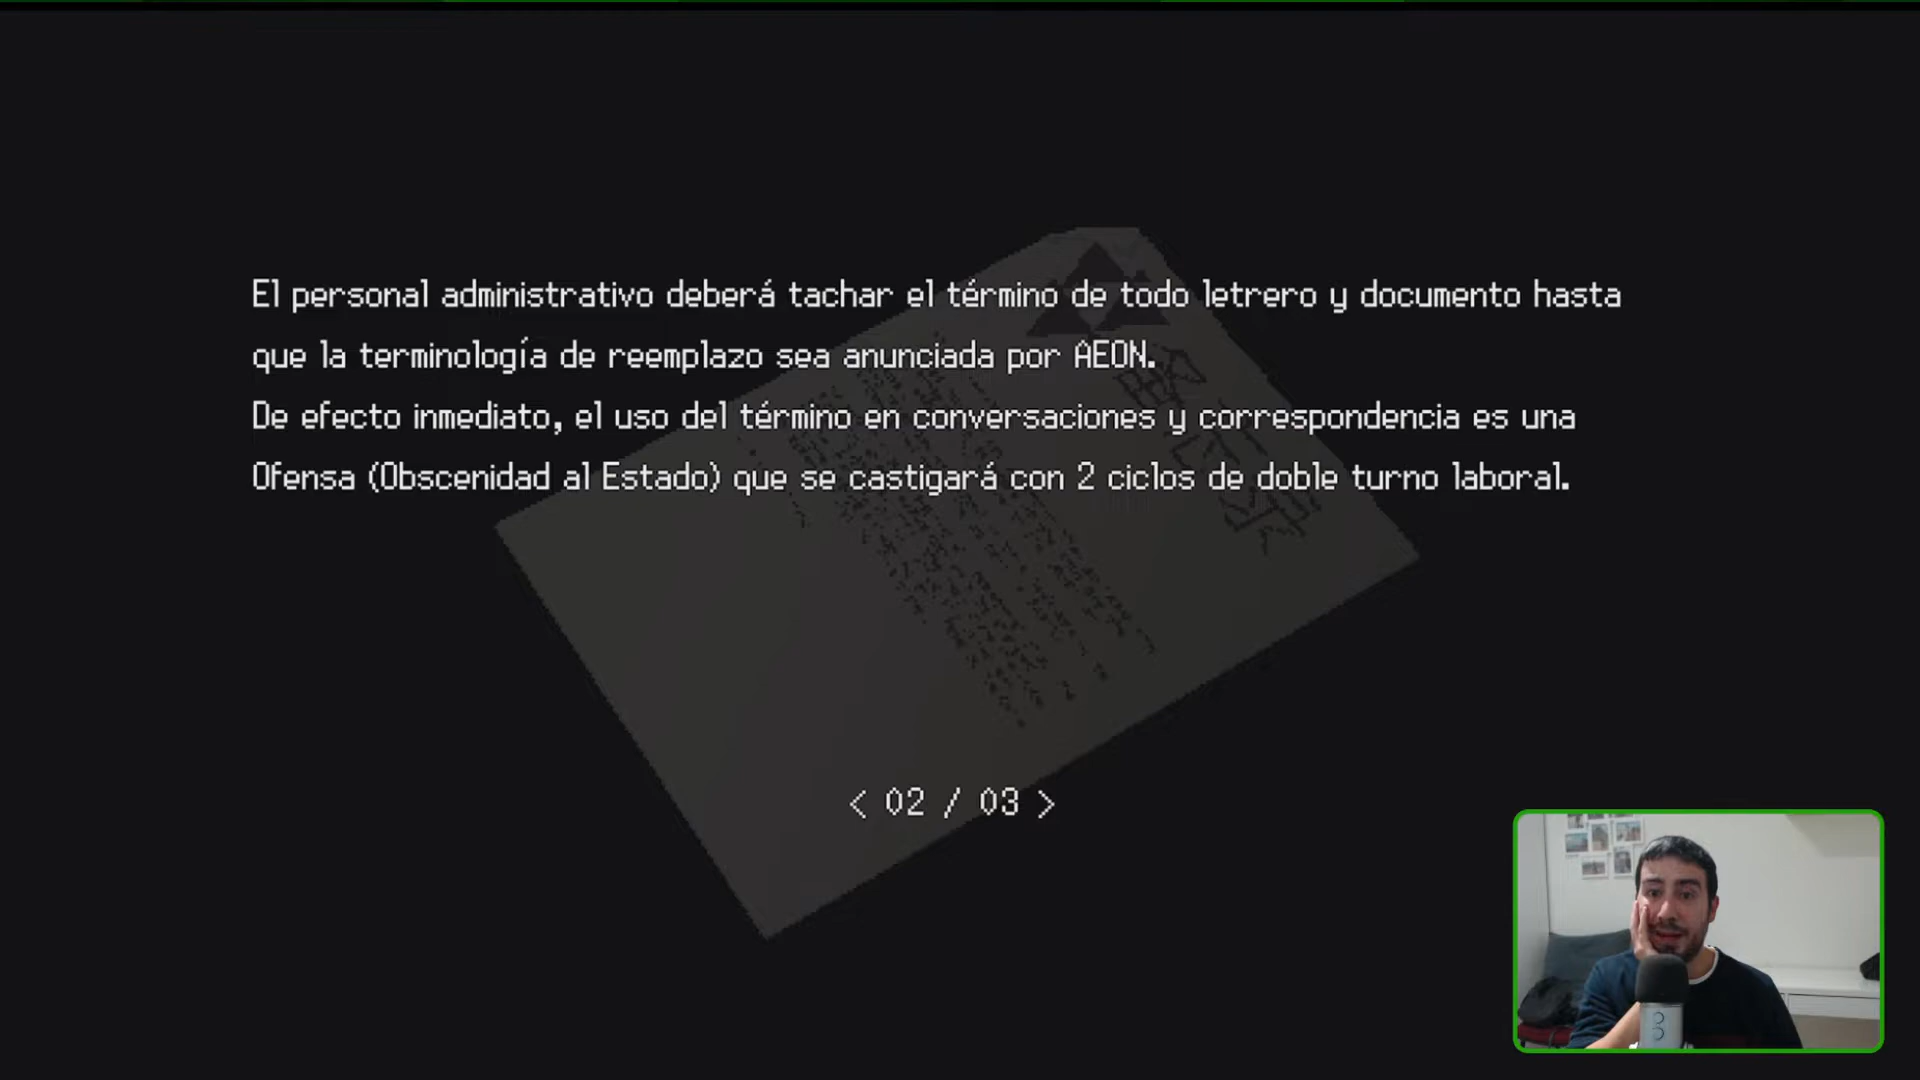 El personal administrativo deberá tachar el término de todo letrero y documento hasta
que la terminología de reemplazo sea anunciada por AEON.
De efecto inmediato, el uso del término en conversaciones y correspondencia es una
Ofensa (Obscenidad al Estado) que se castigará con 2 ciclos de doble turno laboral.
< 02 / 03 >